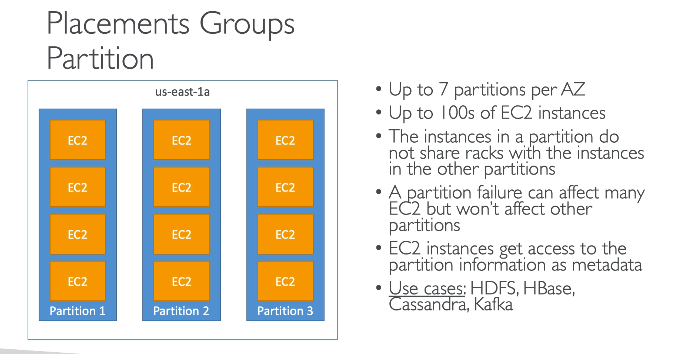 Placements Groups
Partition
us-east-1a
EC2 EC2 EC2
EC2 EC2 EC2
EC2 EC2 EC2
EC2 EC2 EC2
Partition 1 Partition 2 Partition 3
• Up to 7 partitions per AZ
• Up to 100s of EC2 instances
• The instances in a partition do
not share racks with the instances
in the other partitions
• A partition failure can affect many
EC2 but won't affect other
partitions
• EC2 instances get access to the
partition information as metadata
• Use cases: HDFS, HBase,
Cassandra, Kafka